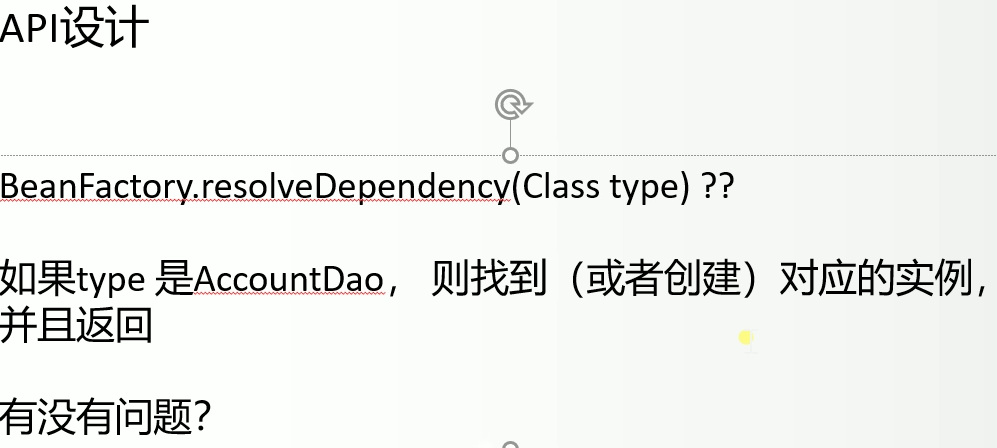 API设计
BeanFactory.resolveDependency(Class type) ??
如果type 是AccountDao， 则找到（或者创建）对应的实例，
并且返回
有没有问题？